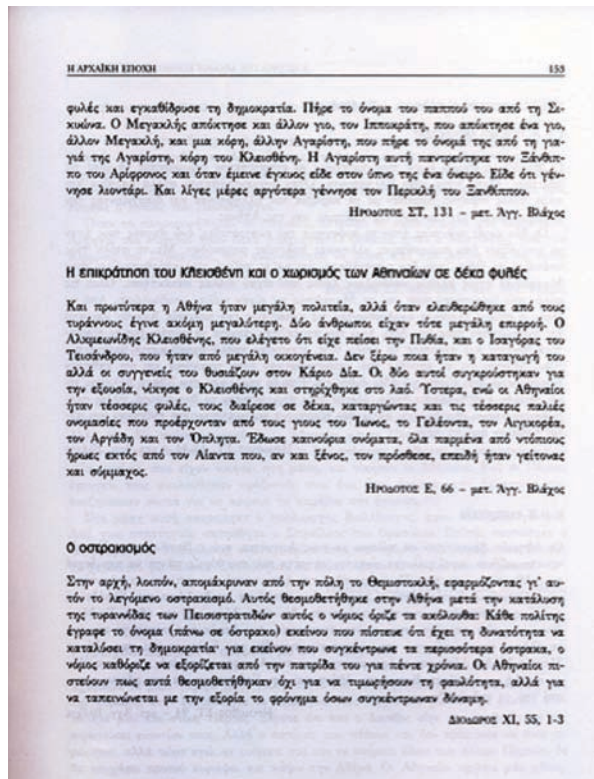 Η ΑΡΧΑΪΚΗ ΕΠΟΧΗ 153
φυλές και εγκαθίδρυσε τη δημοκρατία. Πήρε το όνομα του παππού του από τη Σι-
κυώνα. Ο Μεγακλής απόκτησε και άλλον γιο, τον Ιπποκράτη, που απόκτησε ένα γιο,
άλλον Μεγακλή, και μια κόρη, άλλην Αγαρίστη, που πήρε το όνομά της από τη για-
γιά της Αγαρίστη, κόρη του Κλεισθένη. Η Αγαρίστη αυτή παντρεύτηκε τον Ξάνθιπ-
πο του Αρίφρονος και όταν έμεινε έγκυος είδε στον ύπνο της ένα όνειρο. Είδε ότι γέν-
νησε λιοντάρι. Και λίγες μέρες αργότερα γέννησε τον Περικλή του Ξανθίππου.
ΗΡΟΔΟΤΟΣ ΣΤ, 131 – μετ. Άγγ. Βλάχος
Η επικράτηση του Κλεισθένη και ο χωρισμός των Αθηναίων σε δέκα φυλές
Και πρωτύτερα η Αθήνα ήταν μεγάλη πολιτεία, αλλά όταν ελευθερώθηκε από τους
τυράννους έγινε ακόμη μεγαλύτερη. Δύο άνθρωποι είχαν τότε μεγάλη επιρροή. Ο
Αλκμεωνίδης Κλεισθένης, που ελέγετο ότι είχε πείσει την Πυθία, και ο Ισαγόρας του
Τεισάνδρου, που ήταν από μεγάλη οικογένεια. Δεν ξέρω ποια ήταν η καταγωγή του
αλλά οι συγγενείς του θυσιάζουν στον Κάριο Δία. Οι δύο αυτοί συγκρούστηκαν για
την εξουσία, νίκησε ο Κλεισθένης και στηρίχθηκε στο λαό. Ύστερα, ενώ οι Αθηναίοι
ήταν τέσσερις φυλές, τους διαίρεσε σε δέκα, καταργώντας και τις τέσσερις παλιές
ονομασίες που προέρχονταν από τους γιους του Ίωνος, το Γελέοντα, τον Αιγικορέα,
τον Αργάδη και τον Όπλητα. Έδωσε καινούρια ονόματα, όλα παρμένα από ντόπιους
ήρωες εκτός από τον Αίαντα που, αν και ξένος, τον πρόσθεσε, επειδή ήταν γείτονας
και σύμμαχος.
ΗΡΟΔΟΤΟΣ Ε, 66 – μετ. Άγγ. Βλάχος
Ο οστρακισμός
Στην αρχή, λοιπόν, απομάκρυναν από την πόλη το Θεμιστοκλή, εφαρμόζοντας γι' αυ-
τόν το λεγόμενο οστρακισμό. Αυτός θεσμοθετήθηκε στην Αθήνα μετά την κατάλυση
της τυραννίδας των Πεισιστρατιδών· αυτός ο νόμος όριζε τα ακόλουθα: Κάθε πολίτης
έγραφε το όνομα (πάνω σε όστρακο) εκείνου που πίστευε ότι έχει τη δυνατότητα να
καταλύσει τη δημοκρατία· για εκείνον που συγκέντρωνε τα περισσότερα όστρακα, ο
νόμος καθόριζε να εξορίζεται από την πατρίδα του για πέντε χρόνια. Οι Αθηναίοι πι-
στεύουν πως αυτά θεσμοθετήθηκαν όχι για να τιμωρήσουν τη φαυλότητα, αλλά για
να ταπεινώνεται με την εξορία το φρόνημα όσων συγκέντρωναν δύναμη.
ΔΙΟΔΩΡΟΣ XI, 55, 1-3